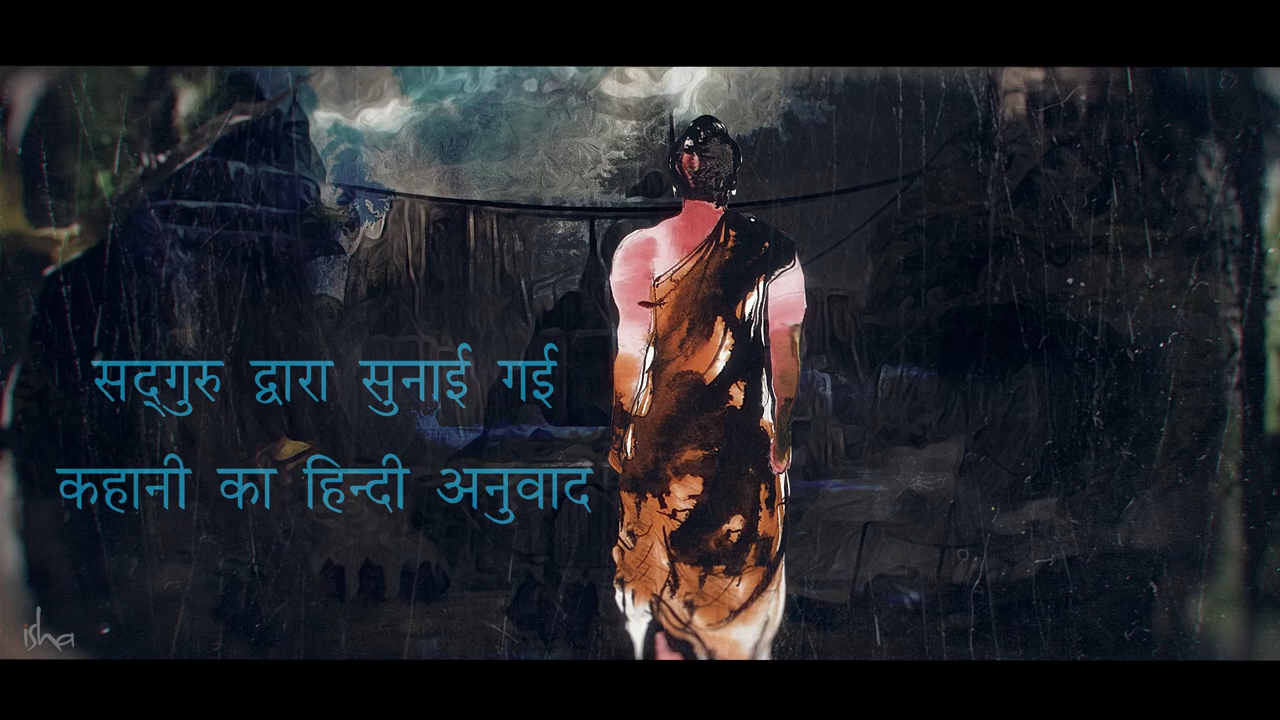 सद्गुरु द्वारा सुनाई गई
कहानी का हिन्दी अनुवाद
isha